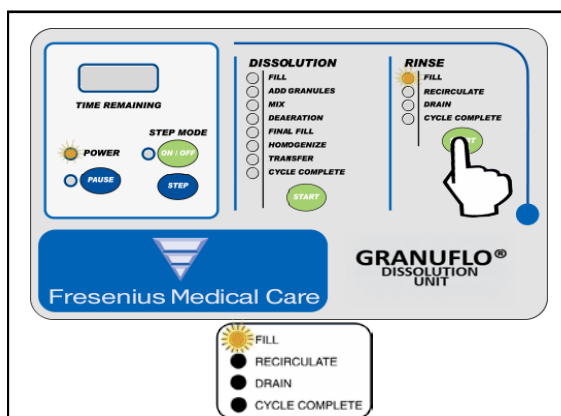 TIME REMAINING
STEP MODE
POWER
ON / OFF
PAUSE
STEP
DISSOLUTION
FILL
ADD GRANULES
MIX
DEAERATION
FINAL FILL
HOMOGENIZE
TRANSFER
CYCLE COMPLETE
START
RINSE
FILL
RECIRCULATE
DRAIN
CYCLE COMPLETE
Fresenius Medical Care
GRANUFLO®
DISSOLUTION
UNIT
FILL
RECIRCULATE
DRAIN
CYCLE COMPLETE